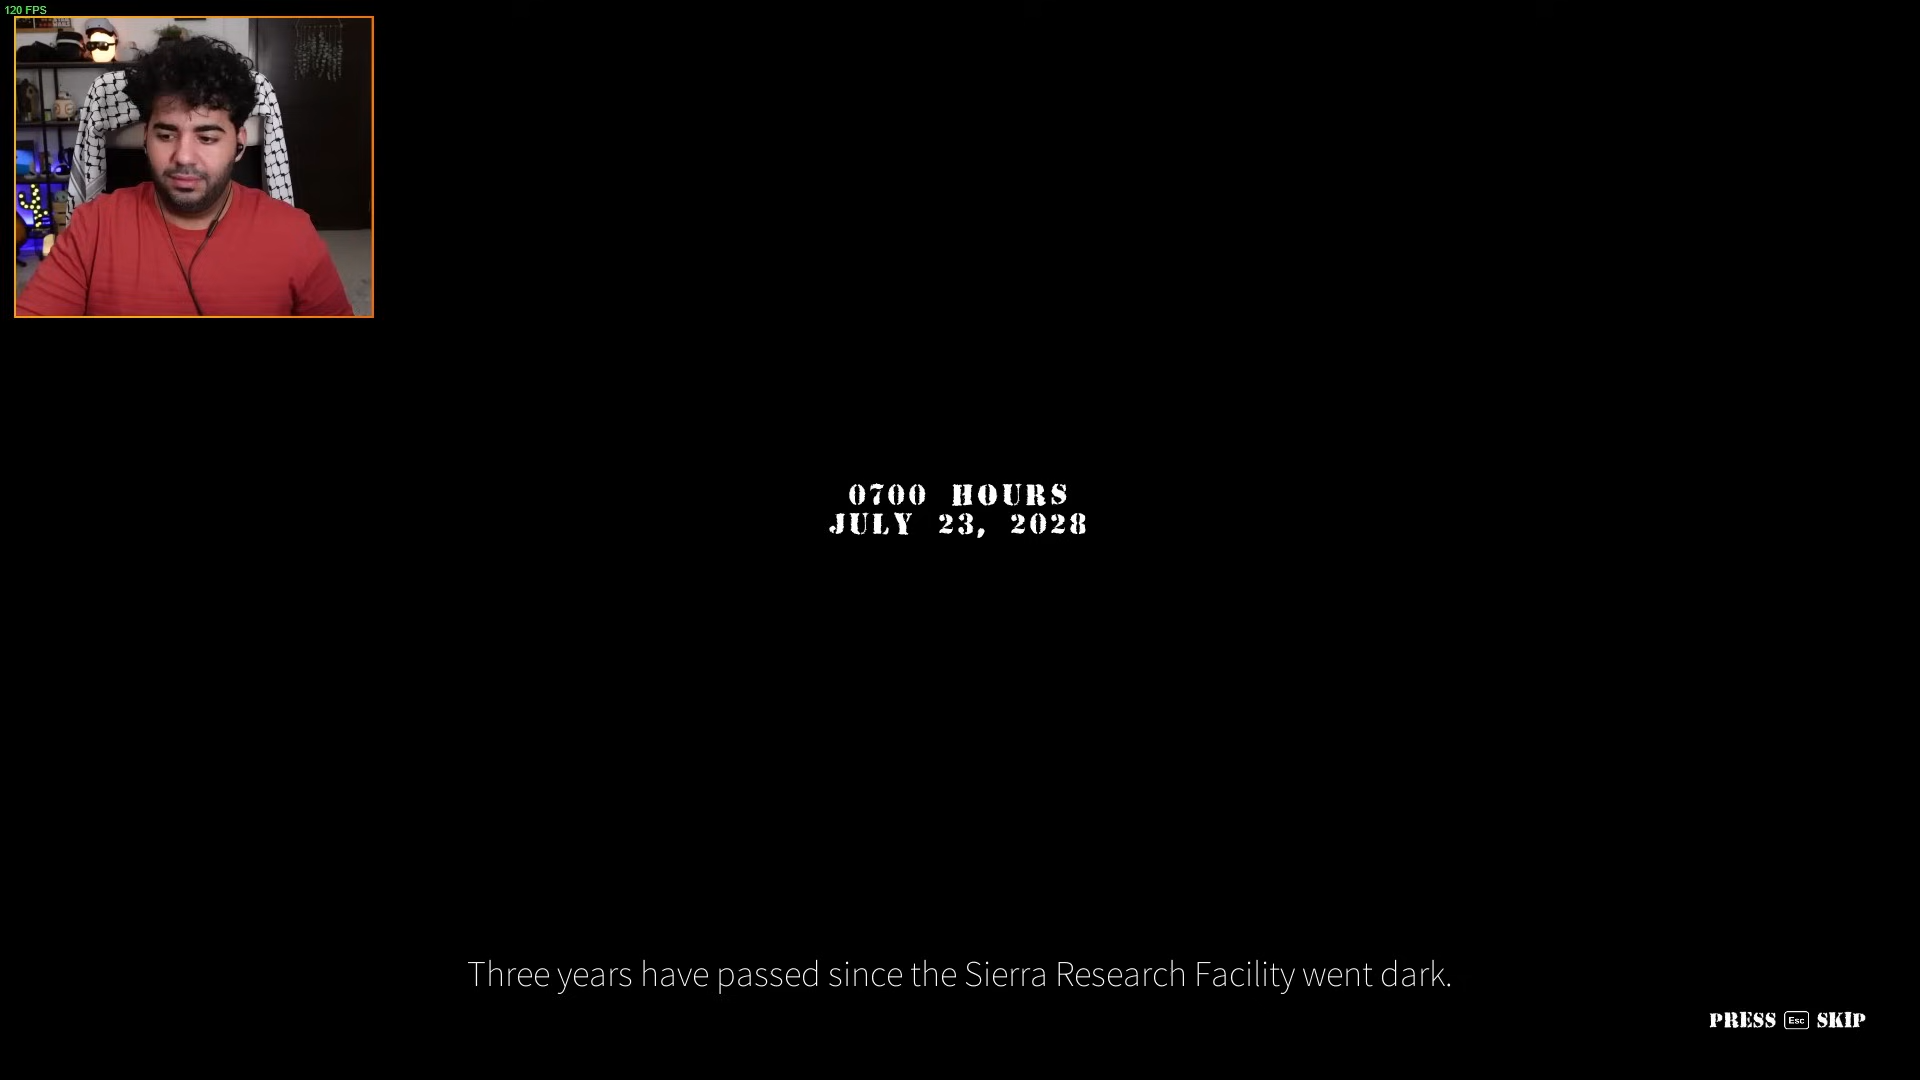 120 FPS
0700 HOURS
JULY 23, 2028
Three years have passed since the Sierra Research Facility went dark.
PRESS Esc SKIP